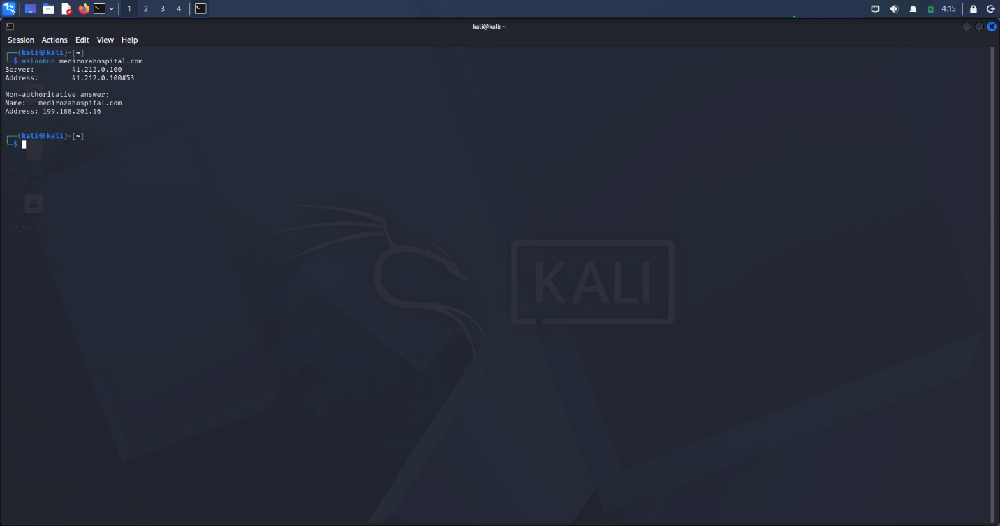 1 2 3 4 4:15
kali@kali: ~
Session Actions Edit View Help
┌──(kali㉿kali)-[~]
└─$ nslookup medirozahospital.com
Server: 41.212.0.100
Address: 41.212.0.100#53
Non-authoritative answer:
Name: medirozahospital.com
Address: 199.188.201.16
┌──(kali㉿kali)-[~]
└─$
KALI